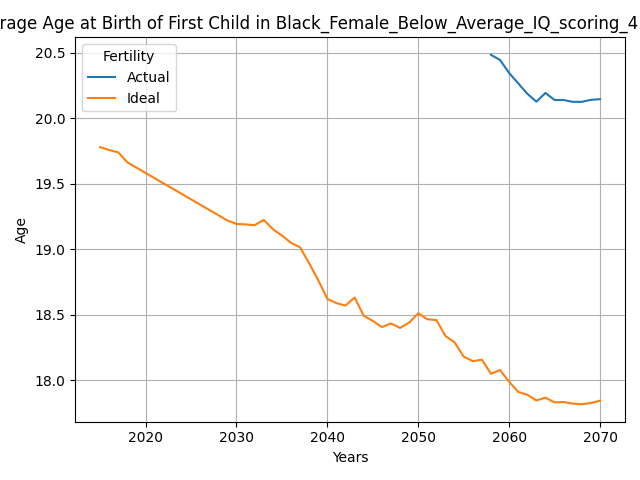 rage Age at Birth of First Child in Black_Female_Below_Average_IQ_scoring_4
Fertility
Actual
Ideal
20.5
20.0
19.5
19.0
18.5
18.0
Age
2020 2030 2040 2050 2060 2070
Years